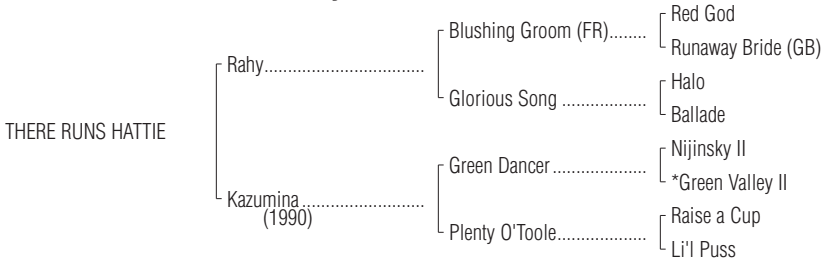 Red God
Blushing Groom (FR)........
Runaway Bride (GB)
Rahy................................
Halo
Glorious Song .................
Ballade
THERE RUNS HATTIE
Nijinsky II
Green Dancer...................
*Green Valley II
Kazumina........................
(1990)
Raise a Cup
Plenty O'Toole..................
Li'l Puss